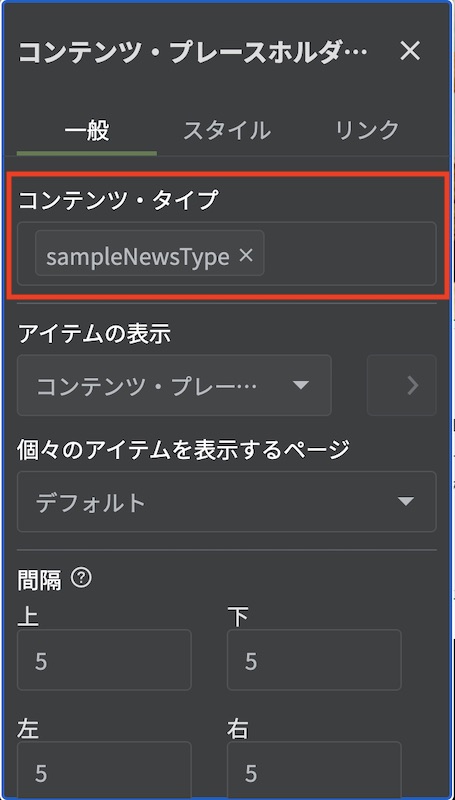 コンテンツ・プレースホルダ…
一般 スタイル リンク
コンテンツ・タイプ
sampleNewsType ×
アイテムの表示
コンテンツ・プレー…
個々のアイテムを表示するページ
デフォルト
間隔 ?
上 下
5 5
左 右
5 5